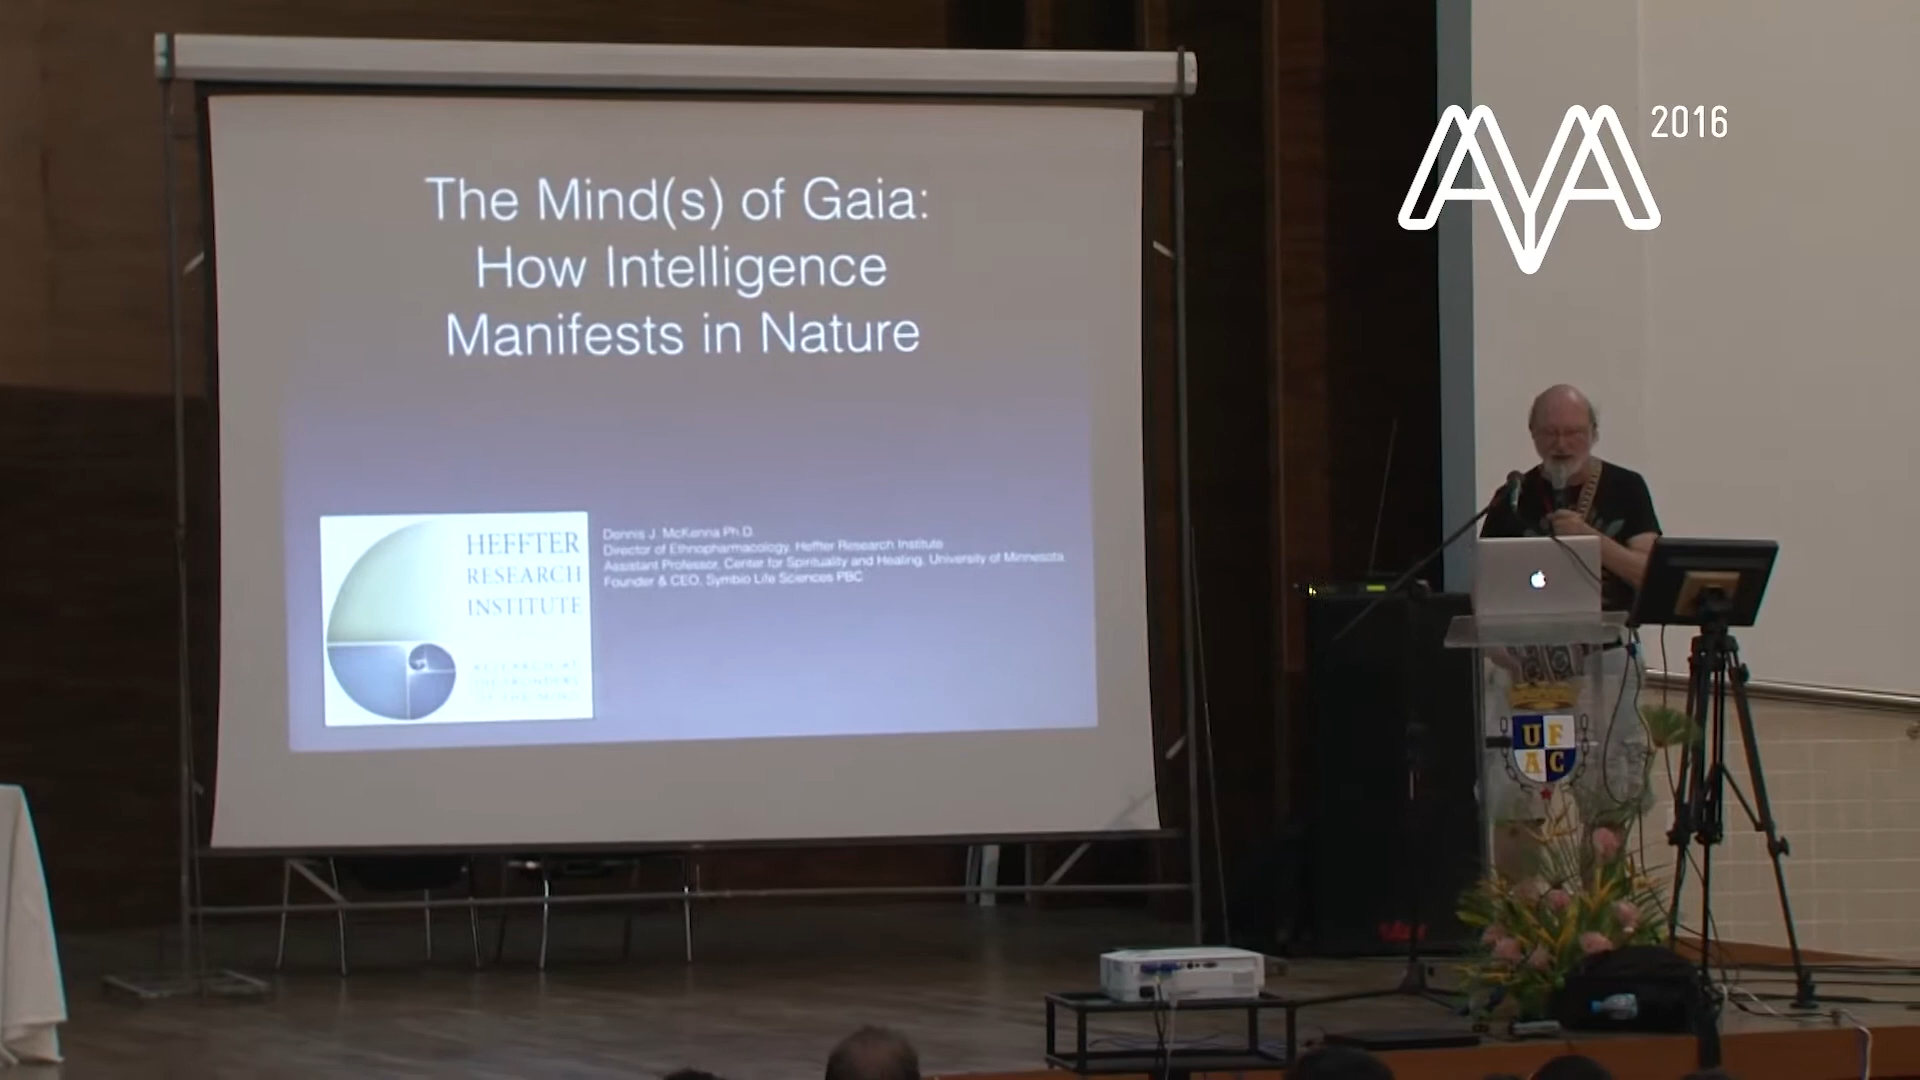 The Mind(s) of Gaia:
How Intelligence
Manifests in Nature
HEFFTER
RESEARCH
INSTITUTE
Dennis J. McKenna Ph.D.
Director of Ethnopharmacology, Heffter Research Institute
Assistant Professor, Center for Spirituality and Healing, University of Minnesota
Founder & CEO, Symbio Life Sciences PBC
AYA 2016
UF
AC